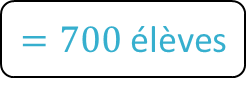 = 700 élèves